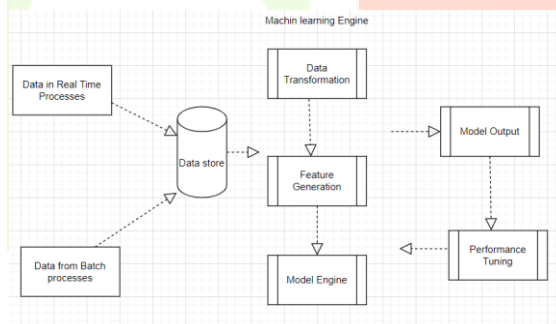 Machin learning Engine
Data in Real Time
Processes
Data from Batch
processes
Data store
Data
Transformation
Feature
Generation
Model Engine
Model Output
Performance
Tuning